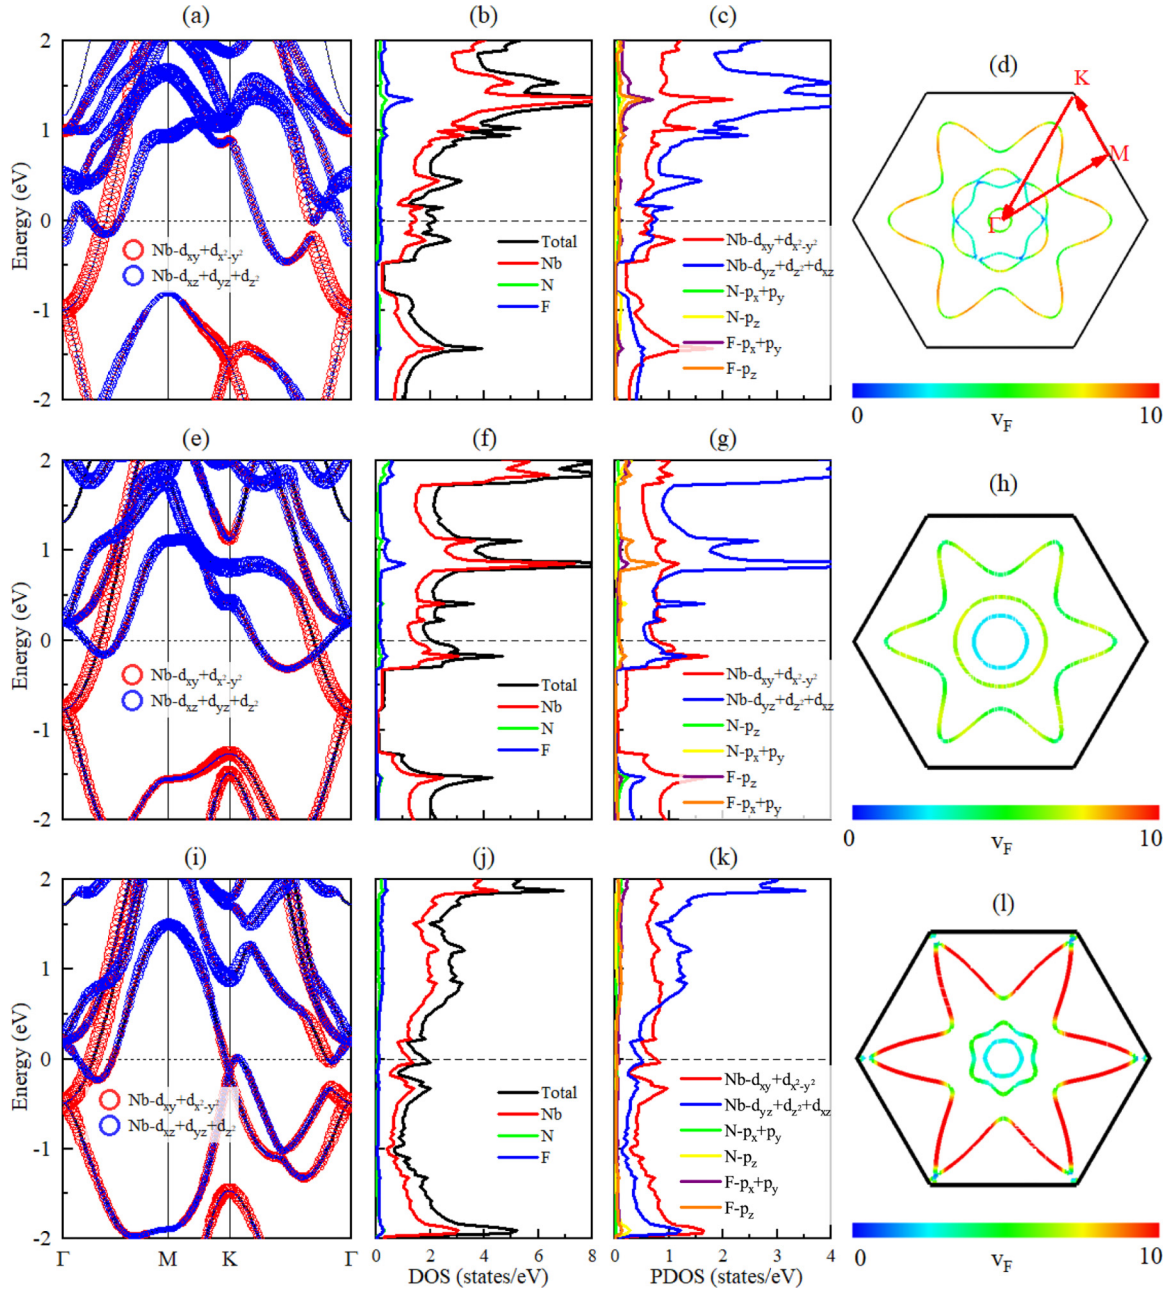 (a) (b) (c)
2
1
0
-1
-2
Energy (eV)
Nb-dxy+dx²-y²
Nb-dxz+dyz+dz²
Total
Nb
N
F
Nb-dxy+dx²-y²
Nb-dyz+dz²+dxz
N-px+py
N-pz
F-px+py
F-pz
(d)
K
M
Γ
0 10
vF
(e) (f) (g)
2
1
0
-1
-2
Energy (eV)
Nb-dxy+dx²-y²
Nb-dxz+dyz+dz²
Total
Nb
N
F
Nb-dxy+dx²-y²
Nb-dyz+dz²+dxz
N-pz
N-px+py
F-pz
F-px+py
(h)
0 10
vF
(i) (j) (k)
2
1
0
-1
-2
Energy (eV)
Nb-dxy+dx²-y²
Nb-dxz+dyz+dz²
Γ M K Γ
Total
Nb
N
F
0 2 4 6 8
DOS (states/eV)
Nb-dxy+dx²-y²
Nb-dyz+dz²+dxz
N-px+py
N-pz
F-px+py
F-pz
0 1 2 3 4
PDOS (states/eV)
(l)
0 10
vF